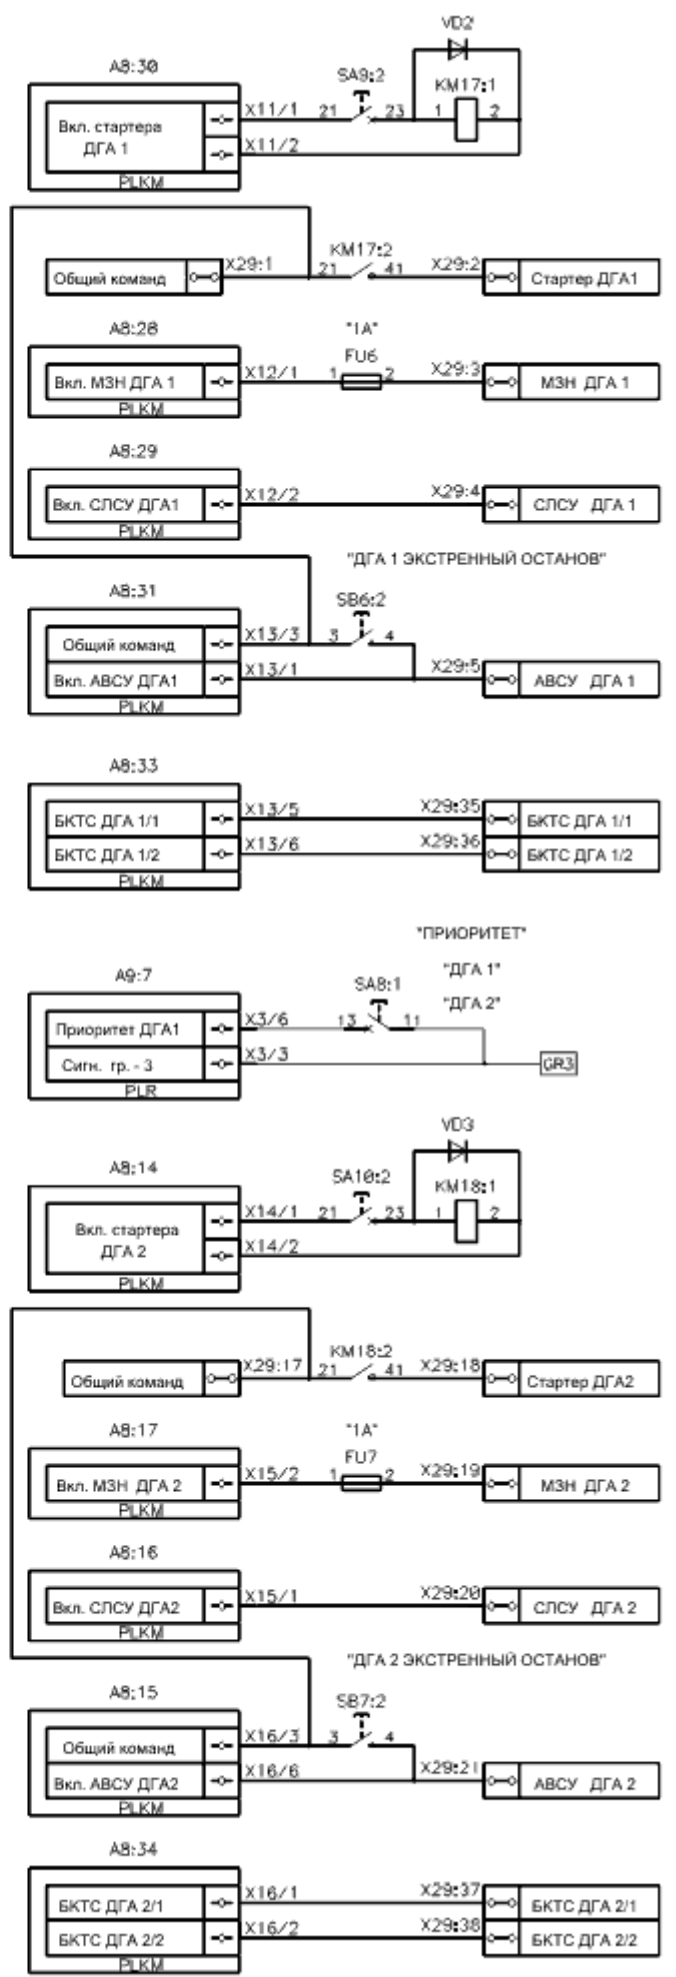 VD2
A8:30
SA9:2
KM17:1
Вкл. стартера
ДГА 1
X11/1
21
23
1
2
X11/2
PLKM
Общий команд
X29:1
KM17:2
21
41
X29:2
Стартер ДГА1
A8:28
"1A"
FU6
Вкл. МЗН ДГА 1
X12/1
1
2
X29:3
МЗН ДГА 1
PLKM
A8:29
Вкл. СЛСУ ДГА1
X12/2
X29:4
СЛСУ ДГА 1
PLKM
"ДГА 1 ЭКСТРЕННЫЙ ОСТАНОВ"
A8:31
SB6:2
Общий команд
X13/3
3
4
Вкл. АВСУ ДГА1
X13/1
X29:5
АВСУ ДГА 1
PLKM
A8:33
БКТС ДГА 1/1
X13/5
X29:35
БКТС ДГА 1/1
БКТС ДГА 1/2
X13/6
X29:36
БКТС ДГА 1/2
PLKM
"ПРИОРИТЕТ"
"ДГА 1"
"ДГА 2"
A9:7
SA8:1
Приоритет ДГА1
X3/6
13
11
Сигн. гр. - 3
X3/3
GR3
PLR
VD3
A8:14
SA10:2
KM18:1
Вкл. стартера
ДГА 2
X14/1
21
23
1
2
X14/2
PLKM
Общий команд
X29:17
KM18:2
21
41
X29:18
Стартер ДГА2
A8:17
"1A"
FU7
Вкл. МЗН ДГА 2
X15/2
1
2
X29:19
МЗН ДГА 2
PLKM
A8:16
Вкл. СЛСУ ДГА2
X15/1
X29:20
СЛСУ ДГА 2
PLKM
"ДГА 2 ЭКСТРЕННЫЙ ОСТАНОВ"
A8:15
SB7:2
Общий команд
X16/3
3
4
Вкл. АВСУ ДГА2
X16/6
X29:21
АВСУ ДГА 2
PLKM
A8:34
БКТС ДГА 2/1
X16/1
X29:37
БКТС ДГА 2/1
БКТС ДГА 2/2
X16/2
X29:38
БКТС ДГА 2/2
PLKM